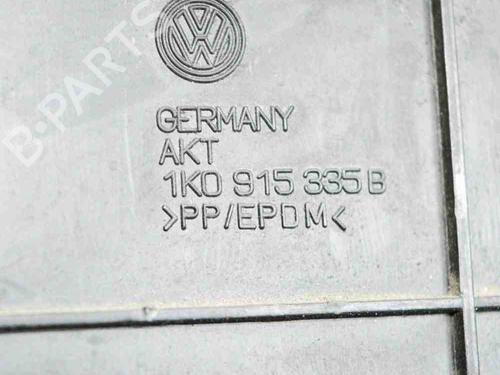 B-PARTS
GERMANY
AKT
1K0 915 335 B
>PP/EPDM<